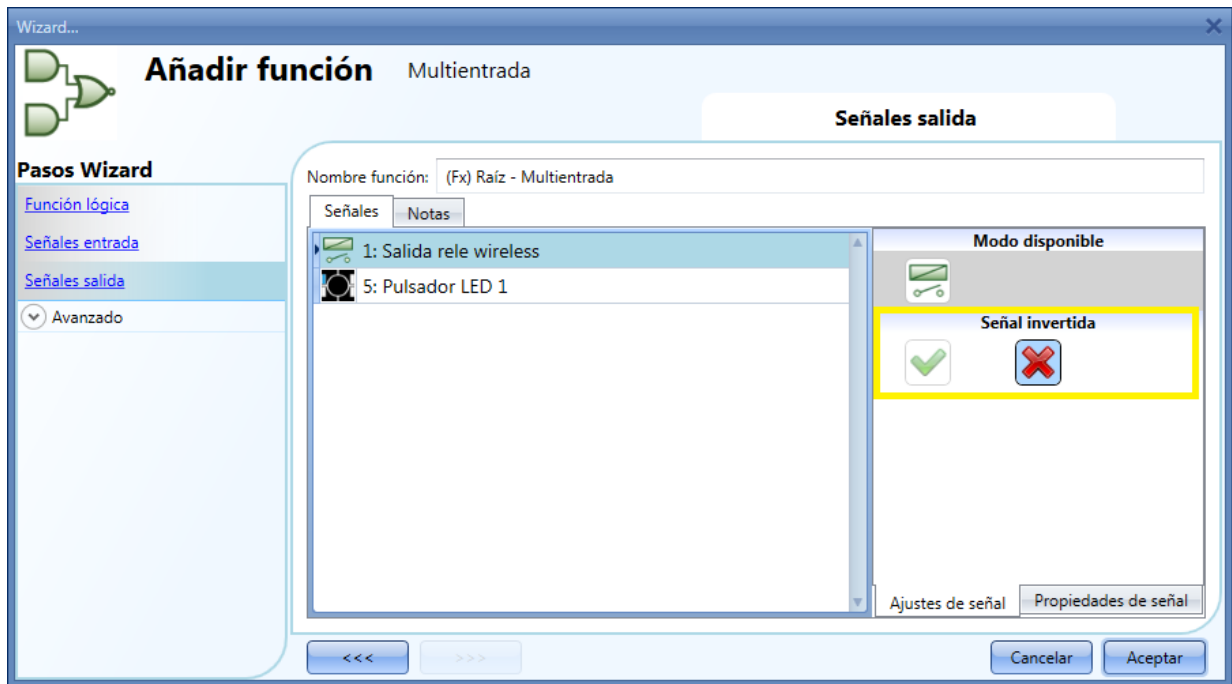 Wizard...
Añadir función Multientrada
Señales salida
Pasos Wizard
Función lógica
Señales entrada
Señales salida
Avanzado
Nombre función: (Fx) Raíz - Multientrada
Señales Notas
1: Salida rele wireless
5: Pulsador LED 1
Modo disponible
Señal invertida
Ajustes de señal Propiedades de señal
<<< >>> Cancelar Aceptar